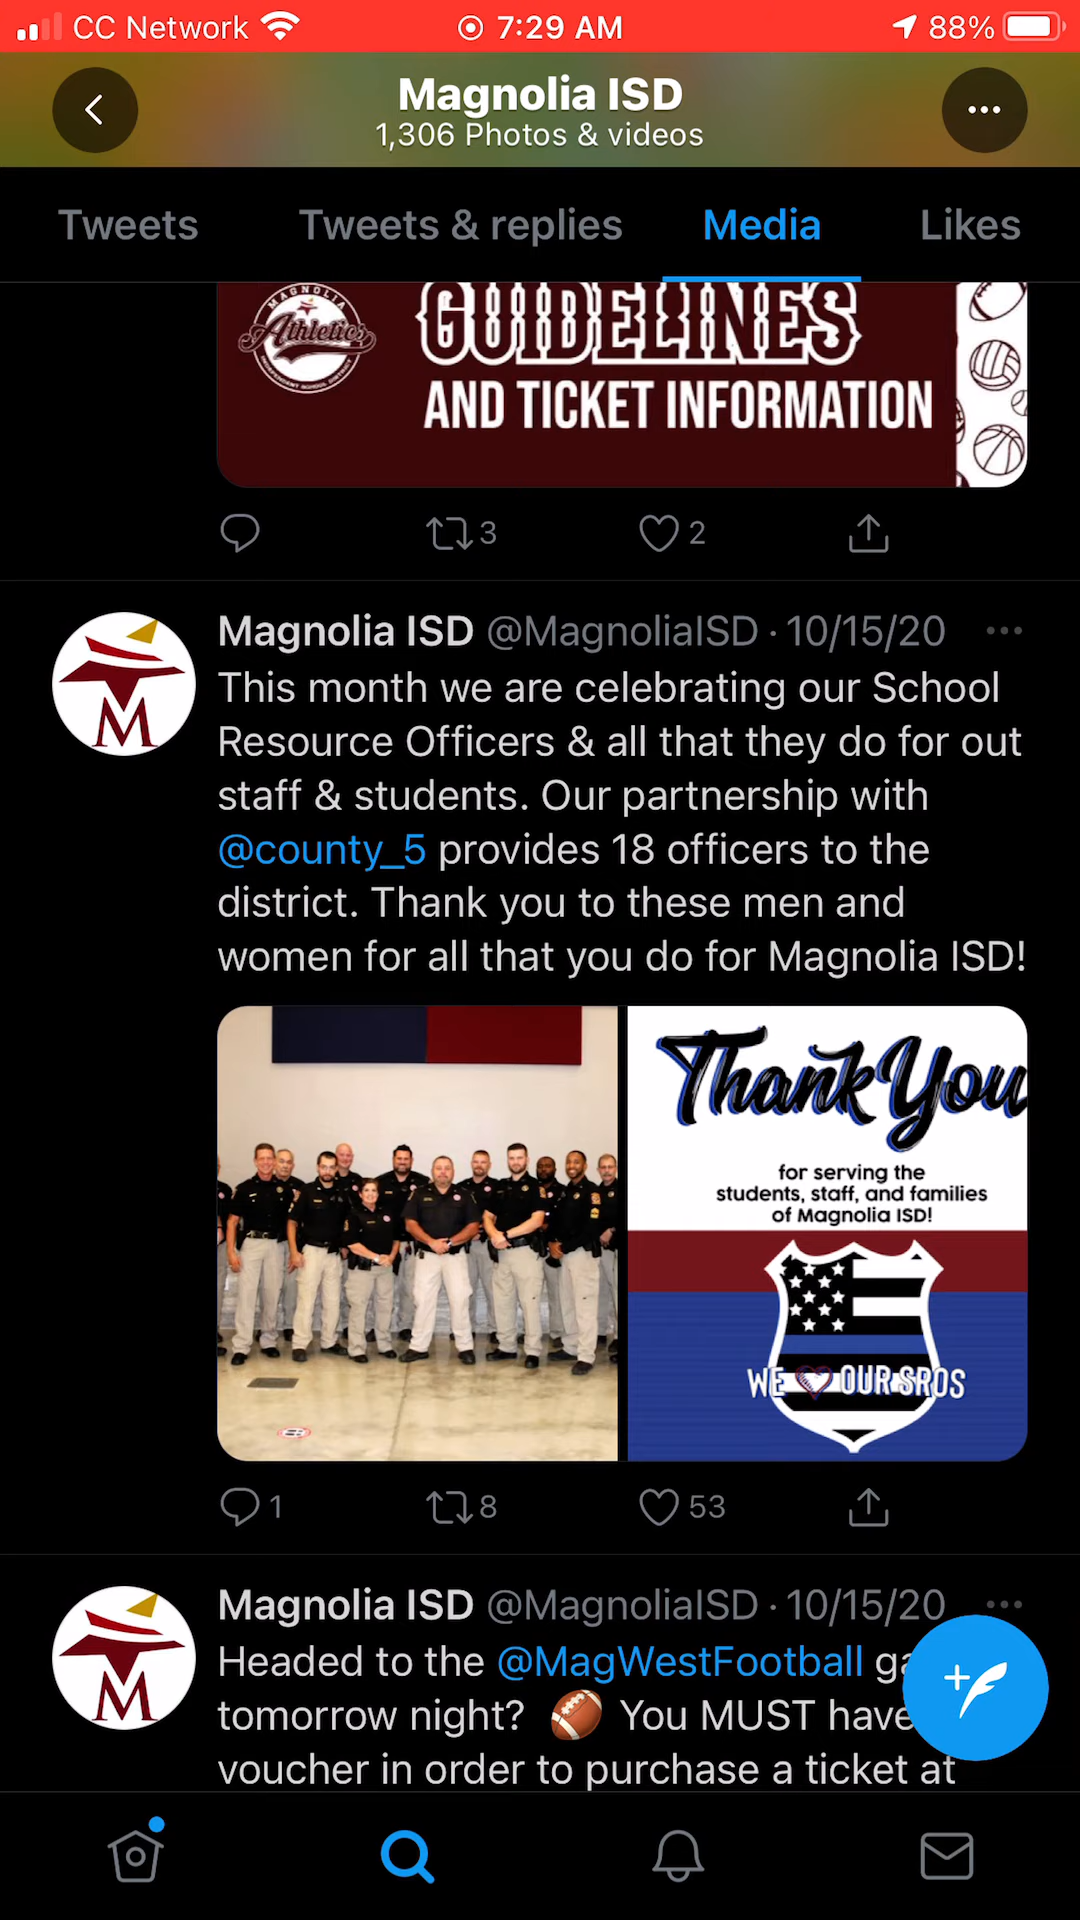 CC Network
7:29 AM
88%
Magnolia ISD
1,306 Photos & videos
Tweets
Tweets & replies
Media
Likes
MAGNOLIA
Athletics
INDEPENDENT SCHOOL DISTRICT
GUIDELINES
AND TICKET INFORMATION
3
2
Magnolia ISD @MagnoliaISD · 10/15/20
This month we are celebrating our School
Resource Officers & all that they do for out
staff & students. Our partnership with
@county_5 provides 18 officers to the
district. Thank you to these men and
women for all that you do for Magnolia ISD!
M
Thank You
for serving the
students, staff, and families
of Magnolia ISD!
WE OUR SROS
1
8
53
Magnolia ISD @MagnoliaISD · 10/15/20
Headed to the @MagWestFootball ga
tomorrow night? 🏈 You MUST have
voucher in order to purchase a ticket at
M